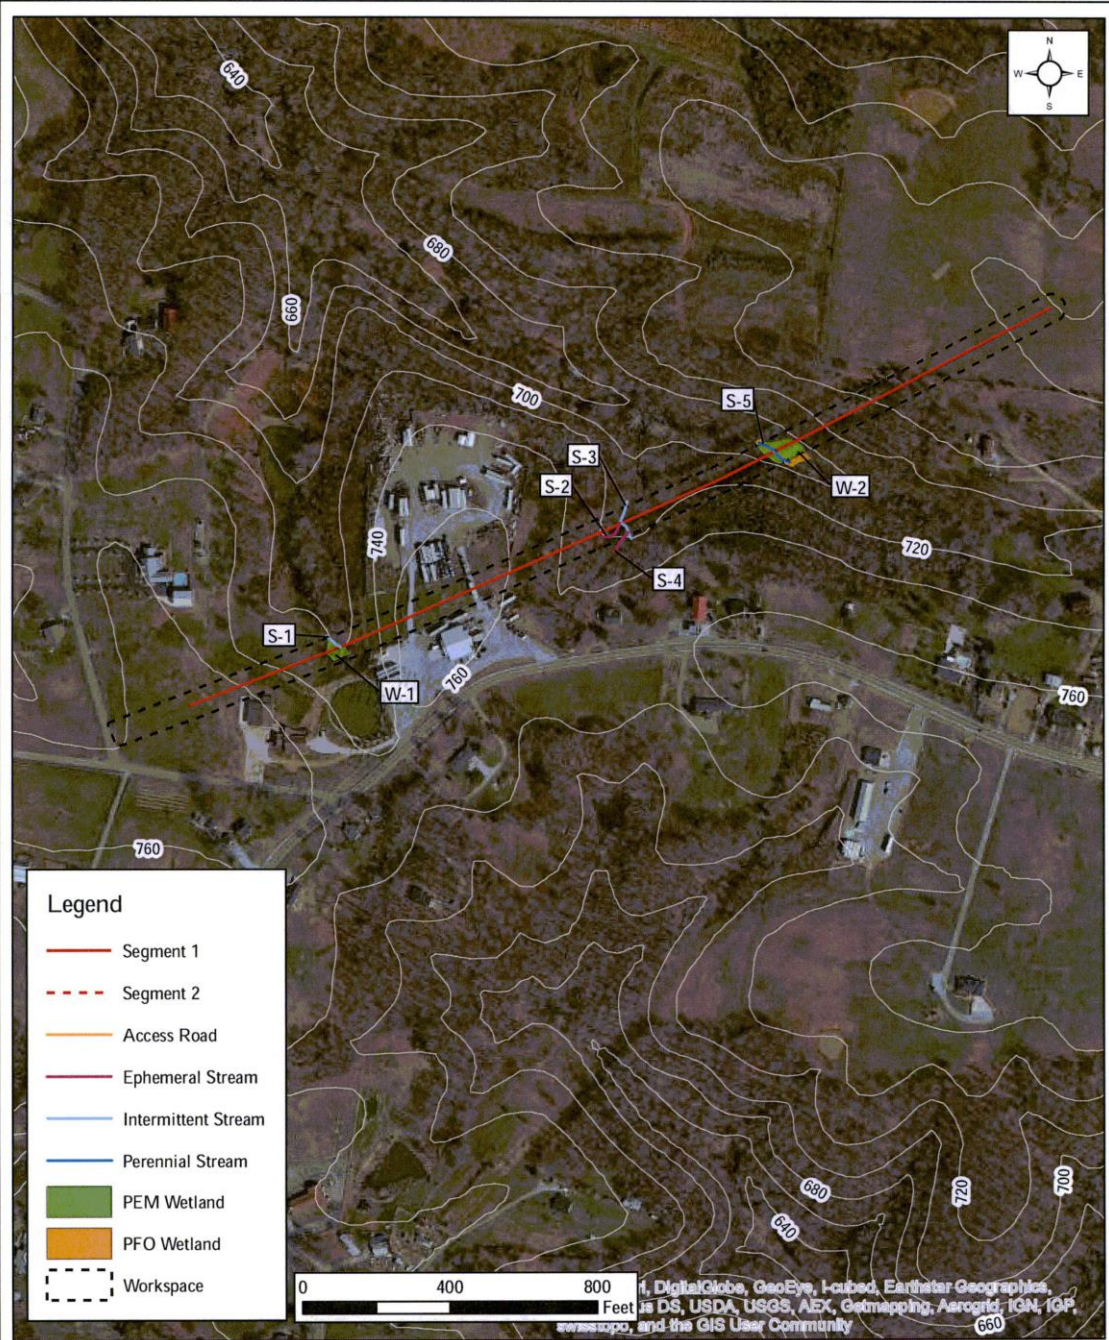 N
W E
S
640
680
660
700
S-5
S-3
S-2
W-2
740
720
S-4
S-1
W-1
760
760
760
Legend
Segment 1
Segment 2
Access Road
Ephemeral Stream
Intermittent Stream
Perennial Stream
PEM Wetland
PFO Wetland
Workspace
680
720
700
640
660
0 400 800
Feet
DigitalGlobe, GeoEye, i-cubed, Earthstar Geographics,
DS, USDA, USGS, AEX, Getmapping, Aerogrid, IGN, IGP,
swisstopo, and the GIS User Community